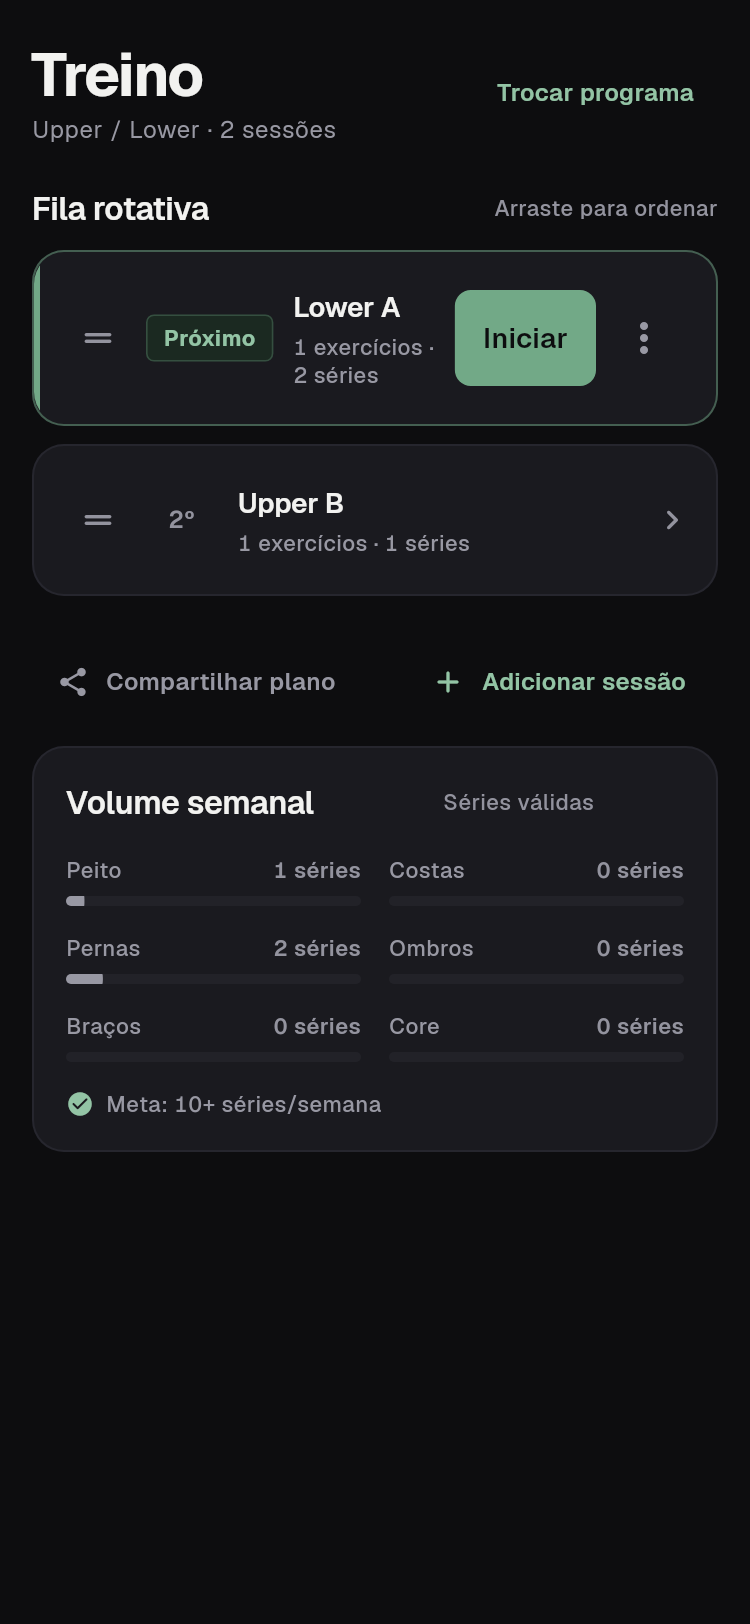 Treino
Trocar programa
Upper / Lower · 2 sessões
Fila rotativa
Arraste para ordenar
Próximo
Lower A
1 exercícios ·
2 séries
Iniciar
2º
Upper B
1 exercícios · 1 séries
Compartilhar plano
Adicionar sessão
Volume semanal
Séries válidas
Peito
1 séries
Costas
0 séries
Pernas
2 séries
Ombros
0 séries
Braços
0 séries
Core
0 séries
Meta: 10+ séries/semana